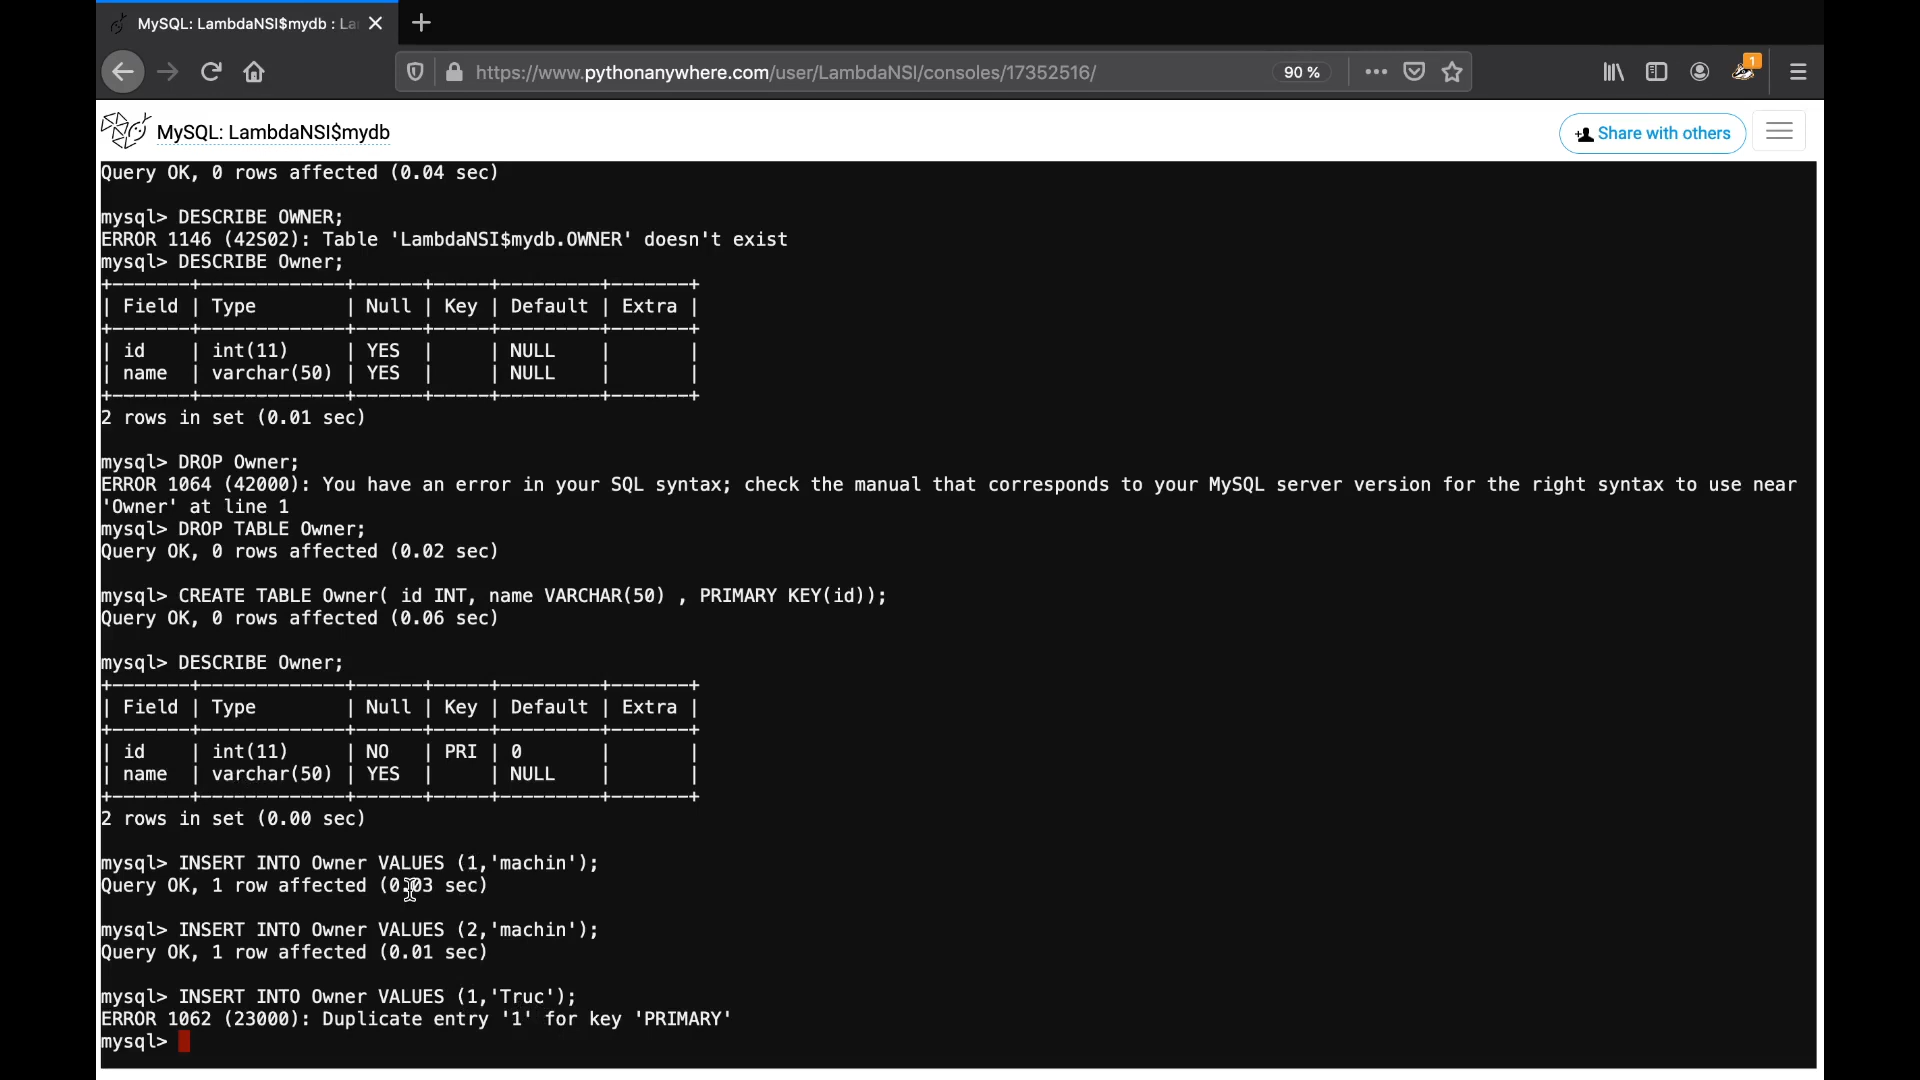 MySQL: LambdaNSI$mydb : La
https://www.pythonanywhere.com/user/LambdaNSI/consoles/17352516/
90 %
1
MySQL: LambdaNSI$mydb
Share with others
Query OK, 0 rows affected (0.04 sec)
mysql> DESCRIBE OWNER;
ERROR 1146 (42S02): Table 'LambdaNSI$mydb.OWNER' doesn't exist
mysql> DESCRIBE Owner;
+-------+-------------+------+-----+---------+-------+
| Field | Type        | Null | Key | Default | Extra |
+-------+-------------+------+-----+---------+-------+
| id    | int(11)     | YES  |     | NULL    |       |
| name  | varchar(50) | YES  |     | NULL    |       |
+-------+-------------+------+-----+---------+-------+
2 rows in set (0.01 sec)
mysql> DROP Owner;
ERROR 1064 (42000): You have an error in your SQL syntax; check the manual that corresponds to your MySQL server version for the right syntax to use near
'Owner' at line 1
mysql> DROP TABLE Owner;
Query OK, 0 rows affected (0.02 sec)
mysql> CREATE TABLE Owner( id INT, name VARCHAR(50) , PRIMARY KEY(id));
Query OK, 0 rows affected (0.06 sec)
mysql> DESCRIBE Owner;
+-------+-------------+------+-----+---------+-------+
| Field | Type        | Null | Key | Default | Extra |
+-------+-------------+------+-----+---------+-------+
| id    | int(11)     | NO   | PRI | 0       |       |
| name  | varchar(50) | YES  |     | NULL    |       |
+-------+-------------+------+-----+---------+-------+
2 rows in set (0.00 sec)
mysql> INSERT INTO Owner VALUES (1,'machin');
Query OK, 1 row affected (0.03 sec)
mysql> INSERT INTO Owner VALUES (2,'machin');
Query OK, 1 row affected (0.01 sec)
mysql> INSERT INTO Owner VALUES (1,'Truc');
ERROR 1062 (23000): Duplicate entry '1' for key 'PRIMARY'
mysql>